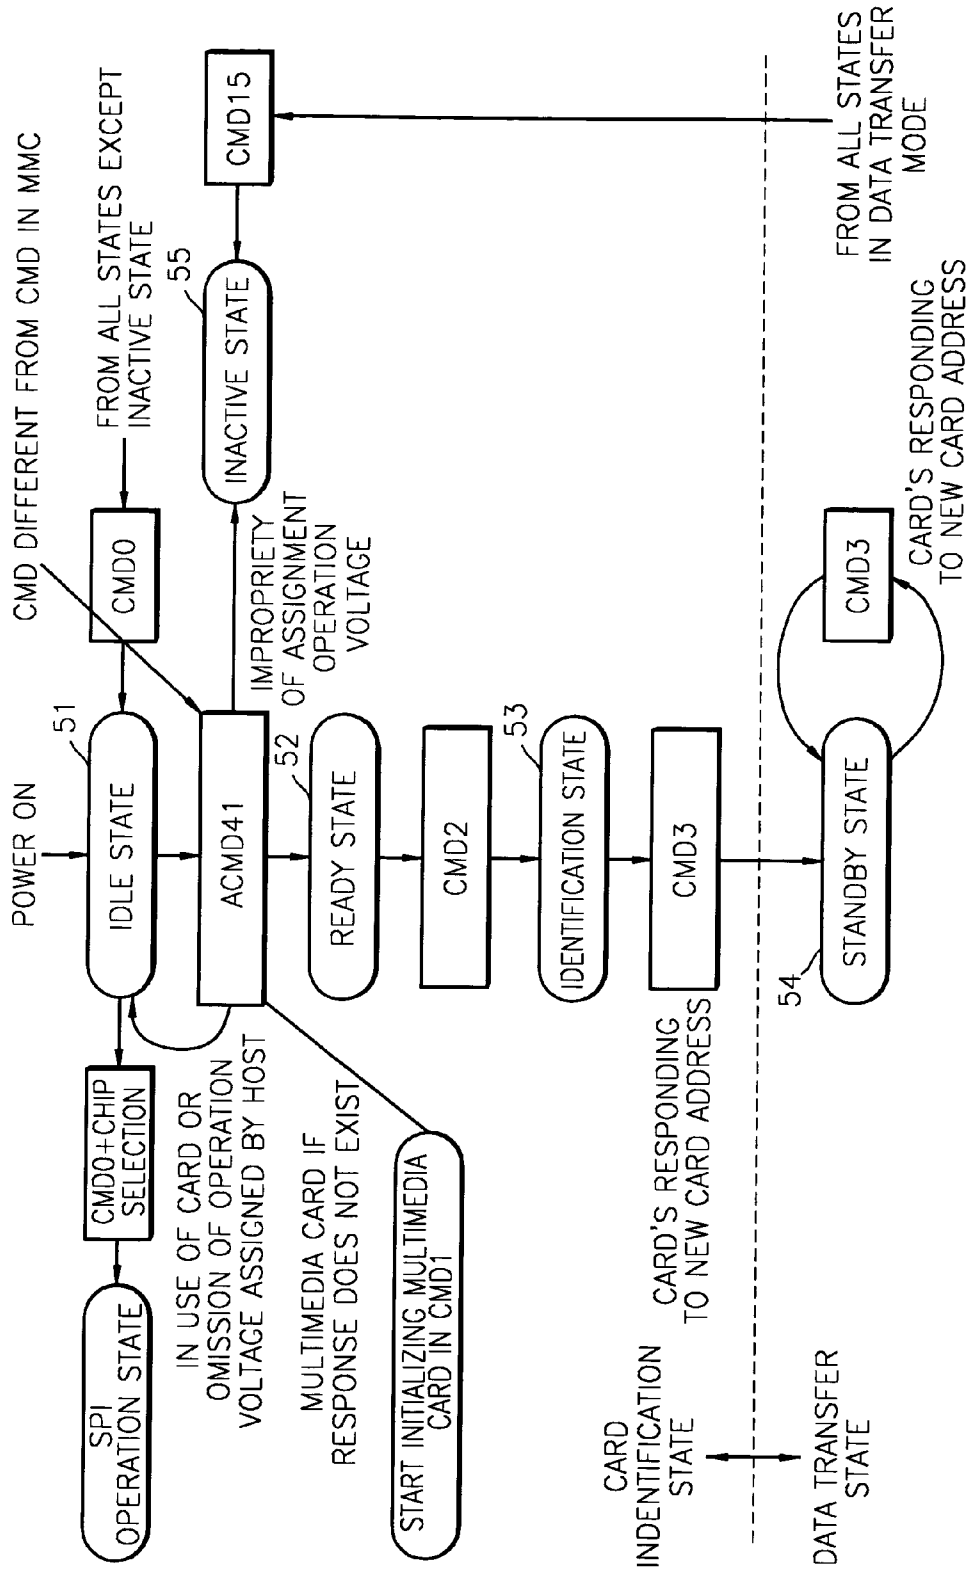 POWER ON
CMD DIFFERENT FROM CMD IN MMC
SPI
OPERATION STATE
CMD0+CHIP
SELECTION
IDLE STATE
51
CMD0
FROM ALL STATES EXCEPT
INACTIVE STATE
IN USE OF CARD OR
OMISSION OF OPERATION
VOLTAGE ASSIGNED BY HOST
ACMD41
INACTIVE STATE
55
CMD15
IMPROPRIETY
OF ASSIGNMENT
OPERATION
VOLTAGE
MULTIMEDIA CARD IF
RESPONSE DOES NOT EXIST
READY STATE
52
START INITIALIZING MULTIMEDIA
CARD IN CMD1
CMD2
IDENTIFICATION STATE
53
CARD'S RESPONDING
TO NEW CARD ADDRESS
CMD3
CARD
INDENTIFICATION
STATE
DATA TRANSFER
STATE
54
STANDBY STATE
CMD3
CARD'S RESPONDING
TO NEW CARD ADDRESS
FROM ALL STATES
IN DATA TRANSFER
MODE